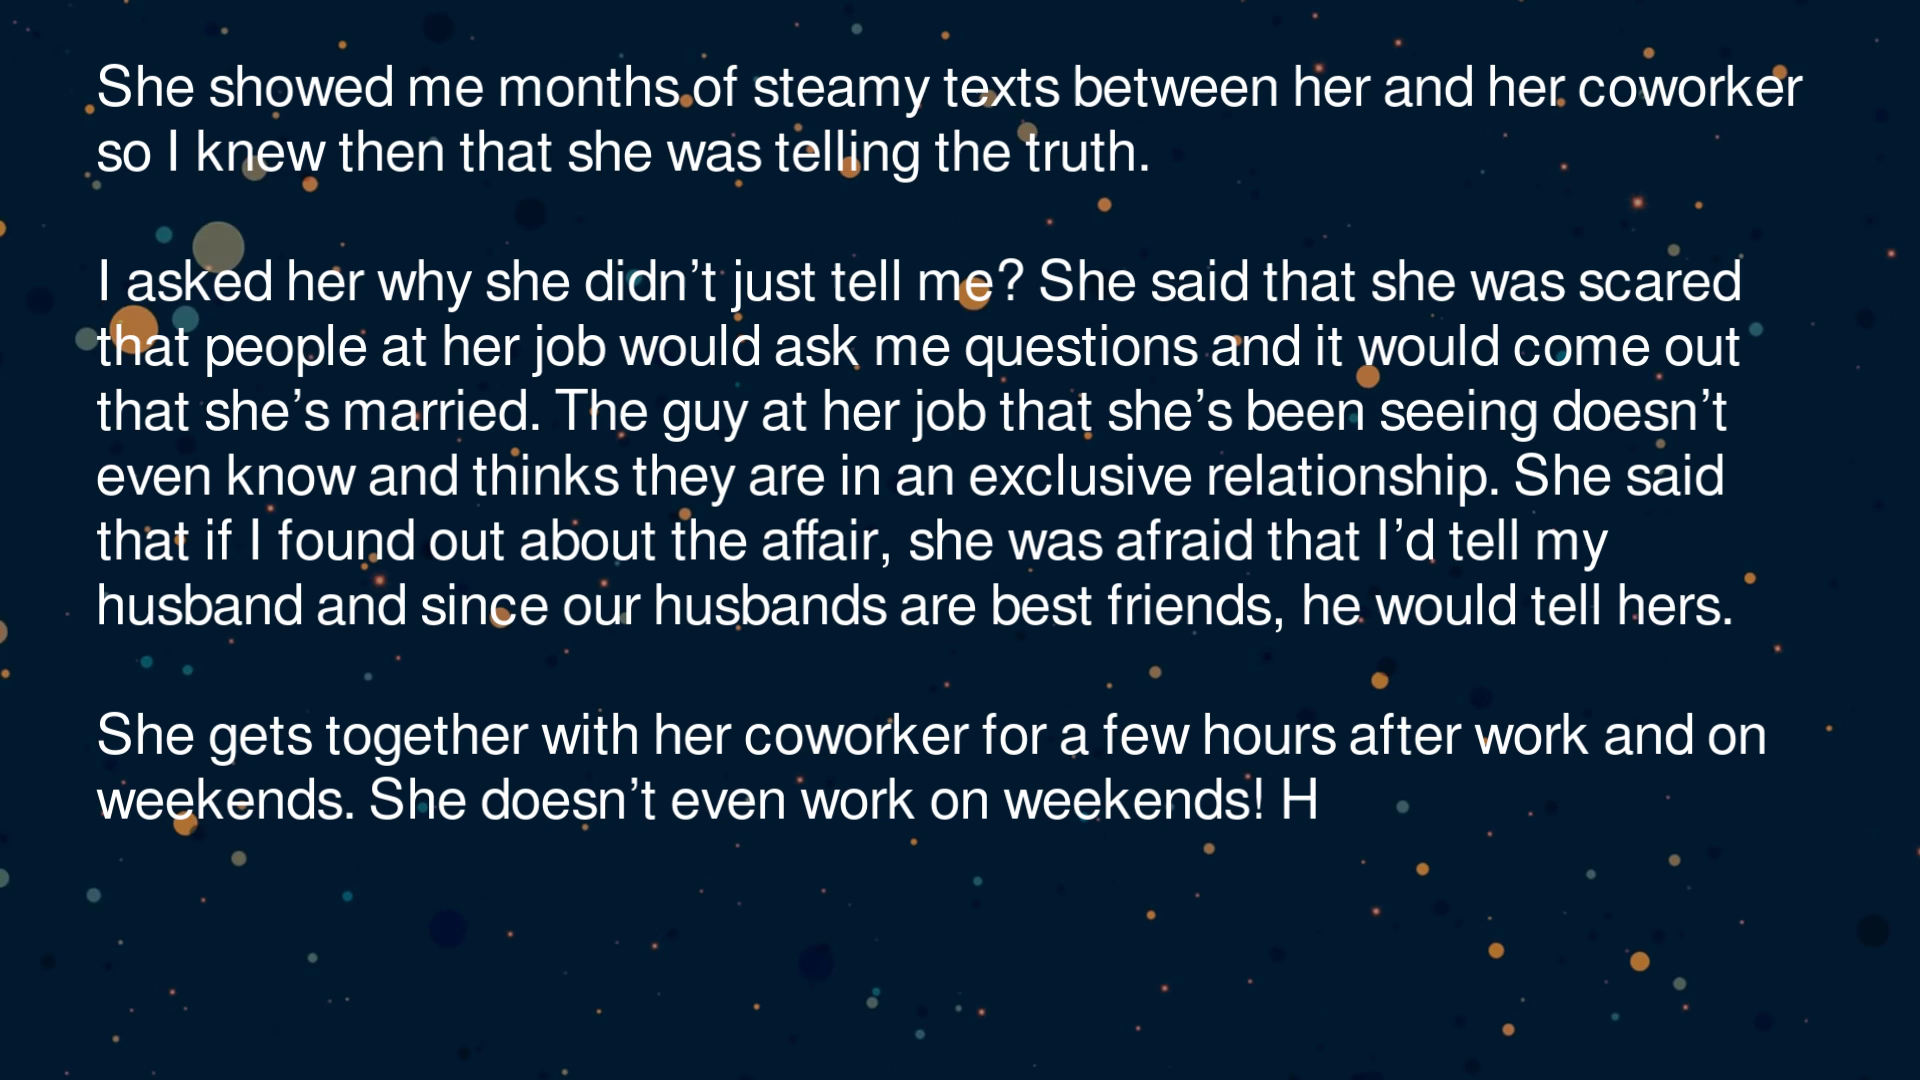 She showed me months of steamy texts between her and her coworker
so I knew then that she was telling the truth.
I asked her why she didn’t just tell me? She said that she was scared
that people at her job would ask me questions and it would come out
that she’s married. The guy at her job that she’s been seeing doesn’t
even know and thinks they are in an exclusive relationship. She said
that if I found out about the affair, she was afraid that I’d tell my
husband and since our husbands are best friends, he would tell hers.
She gets together with her coworker for a few hours after work and on
weekends. She doesn’t even work on weekends! H